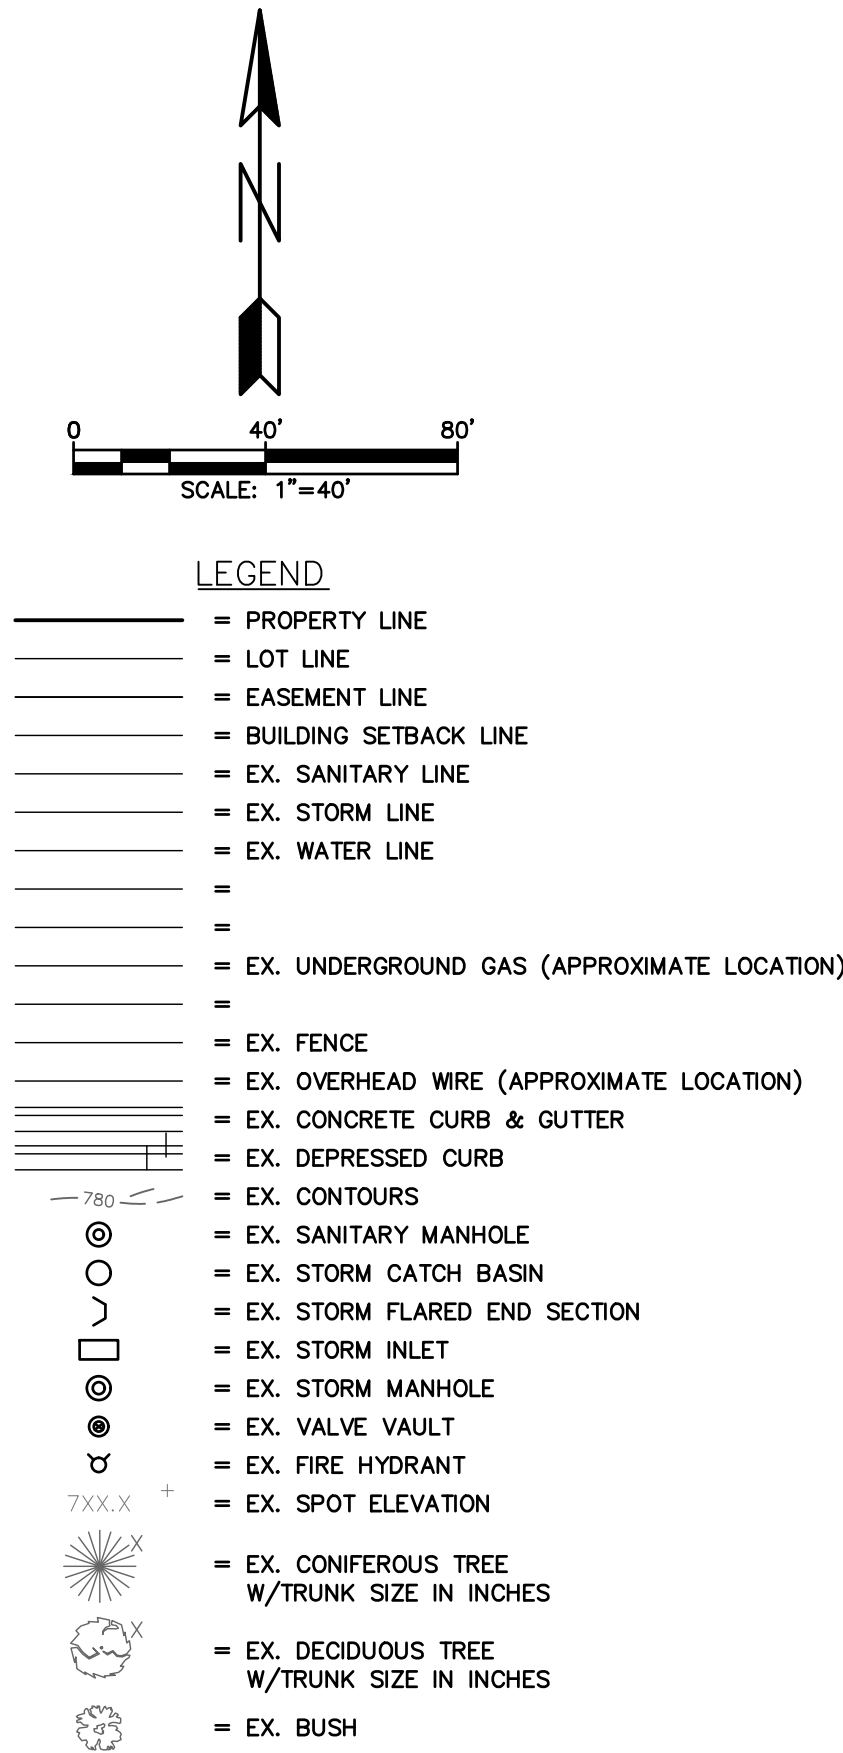 N
0 40' 80'
SCALE: 1"=40'
LEGEND
= PROPERTY LINE
= LOT LINE
= EASEMENT LINE
= BUILDING SETBACK LINE
= EX. SANITARY LINE
= EX. STORM LINE
= EX. WATER LINE
=
=
= EX. UNDERGROUND GAS (APPROXIMATE LOCATION)
=
= EX. FENCE
= EX. OVERHEAD WIRE (APPROXIMATE LOCATION)
= EX. CONCRETE CURB & GUTTER
= EX. DEPRESSED CURB
780 = EX. CONTOURS
= EX. SANITARY MANHOLE
= EX. STORM CATCH BASIN
= EX. STORM FLARED END SECTION
= EX. STORM INLET
= EX. STORM MANHOLE
= EX. VALVE VAULT
= EX. FIRE HYDRANT
7XX.X + = EX. SPOT ELEVATION
X = EX. CONIFEROUS TREE
W/TRUNK SIZE IN INCHES
X = EX. DECIDUOUS TREE
W/TRUNK SIZE IN INCHES
= EX. BUSH